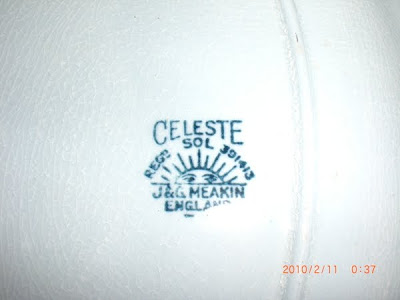 CELESTE
SOL
REGD 391413
J&G MEAKIN
ENGLAND
2010/2/11 0:37